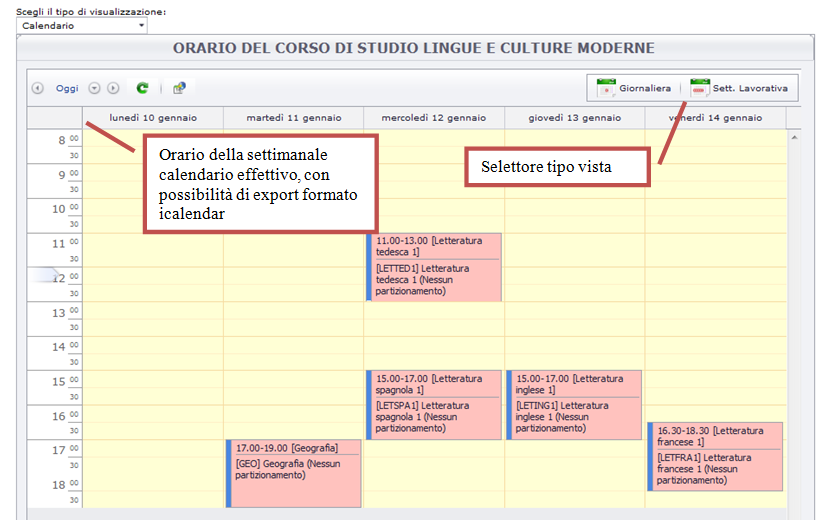 Scegli il tipo di visualizzazione:
Calendario
ORARIO DEL CORSO DI STUDIO LINGUE E CULTURE MODERNE
Oggi
Giornaliera
Sett. Lavorativa
lunedì 10 gennaio
martedì 11 gennaio
mercoledì 12 gennaio
giovedì 13 gennaio
venerdì 14 gennaio
Orario della settimanale
calendario effettivo, con
possibilità di export formato
icalendar
Selettore tipo vista
8 00
30
9 00
30
10 00
30
11 00
30
12 00
30
13 00
30
14 00
30
15 00
30
16 00
30
17 00
30
18 00
30
11.00-13.00 [Letteratura
tedesca 1]
[LETTED1] Letteratura
tedesca 1 (Nessun
partizionamento)
15.00-17.00 [Letteratura
spagnola 1]
[LETSPA1] Letteratura
spagnola 1 (Nessun
partizionamento)
15.00-17.00 [Letteratura
inglese 1]
[LETING1] Letteratura
inglese 1 (Nessun
partizionamento)
16.30-18.30 [Letteratura
francese 1]
[LETFRA1] Letteratura
francese 1 (Nessun
partizionamento)
17.00-19.00 [Geografia]
[GEO] Geografia (Nessun
partizionamento)